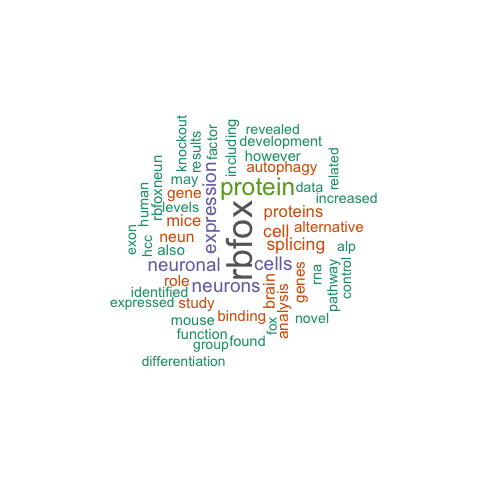 revealed
development
however
including
factor
results
knockout
autophagy
related
may
protein
data
increased
gene
rbfoxneun
human
levels
expression
rbfox
proteins
mice
cell
alternative
neun
splicing
alp
exon
hcc
also
neuronal
cells
rna
control
pathway
role
neurons
brain
genes
identified
expressed
study
analysis
mouse
binding
fox
novel
function
group
found
differentiation